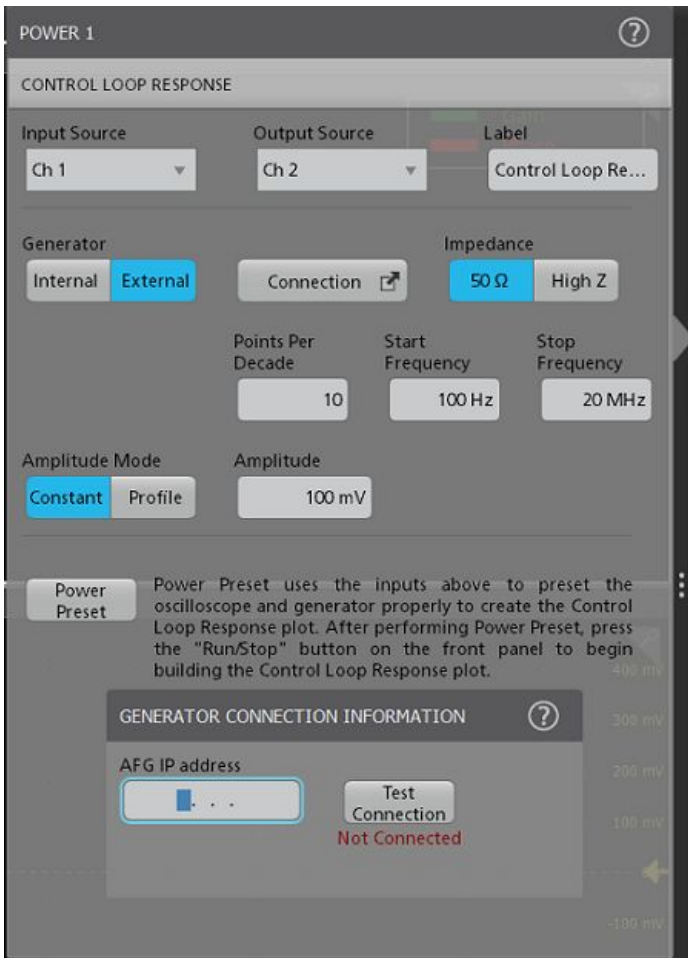 POWER 1
?
CONTROL LOOP RESPONSE
Gain
Input Source
Output Source
Label
Ch 1
Ch 2
Control Loop Re...
Generator
Impedance
Internal
External
Connection
50 Ω
High Z
Points Per
Decade
Start
Frequency
Stop
Frequency
10
100 Hz
20 MHz
Amplitude Mode
Amplitude
Constant
Profile
100 mV
Power
Preset
Power Preset uses the inputs above to preset the
oscilloscope and generator properly to create the Control
Loop Response plot. After performing Power Preset, press
the "Run/Stop" button on the front panel to begin
building the Control Loop Response plot.
400 mV
GENERATOR CONNECTION INFORMATION
?
300 mV
AFG IP address
200 mV
. . .
Test
Connection
100 mV
Not Connected
-100 mV